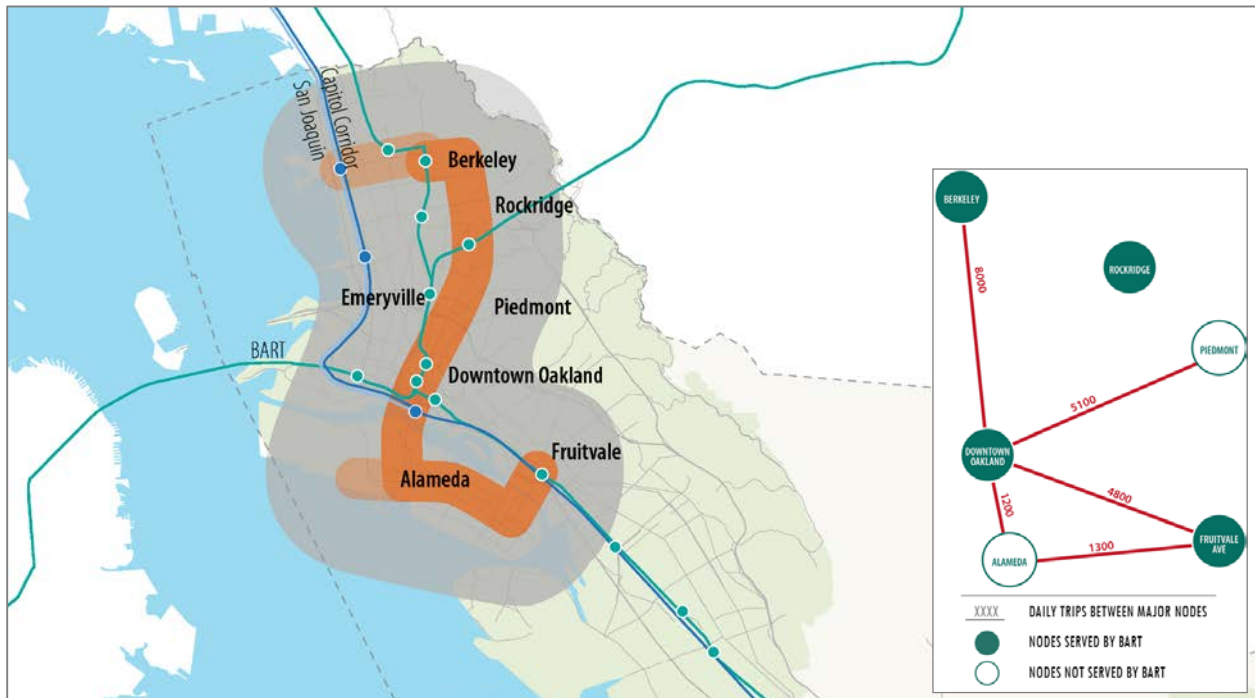 Capitol Corridor
San Joaquin
Berkeley
Rockridge
Emeryville
Piedmont
BART
Downtown Oakland
Fruitvale
Alameda
BERKELEY
ROCKRIDGE
8000
PIEDMONT
5100
DOWNTOWN
OAKLAND
4800
1200
FRUITVALE
AVE
1300
ALAMEDA
XXXX DAILY TRIPS BETWEEN MAJOR NODES
NODES SERVED BY BART
NODES NOT SERVED BY BART